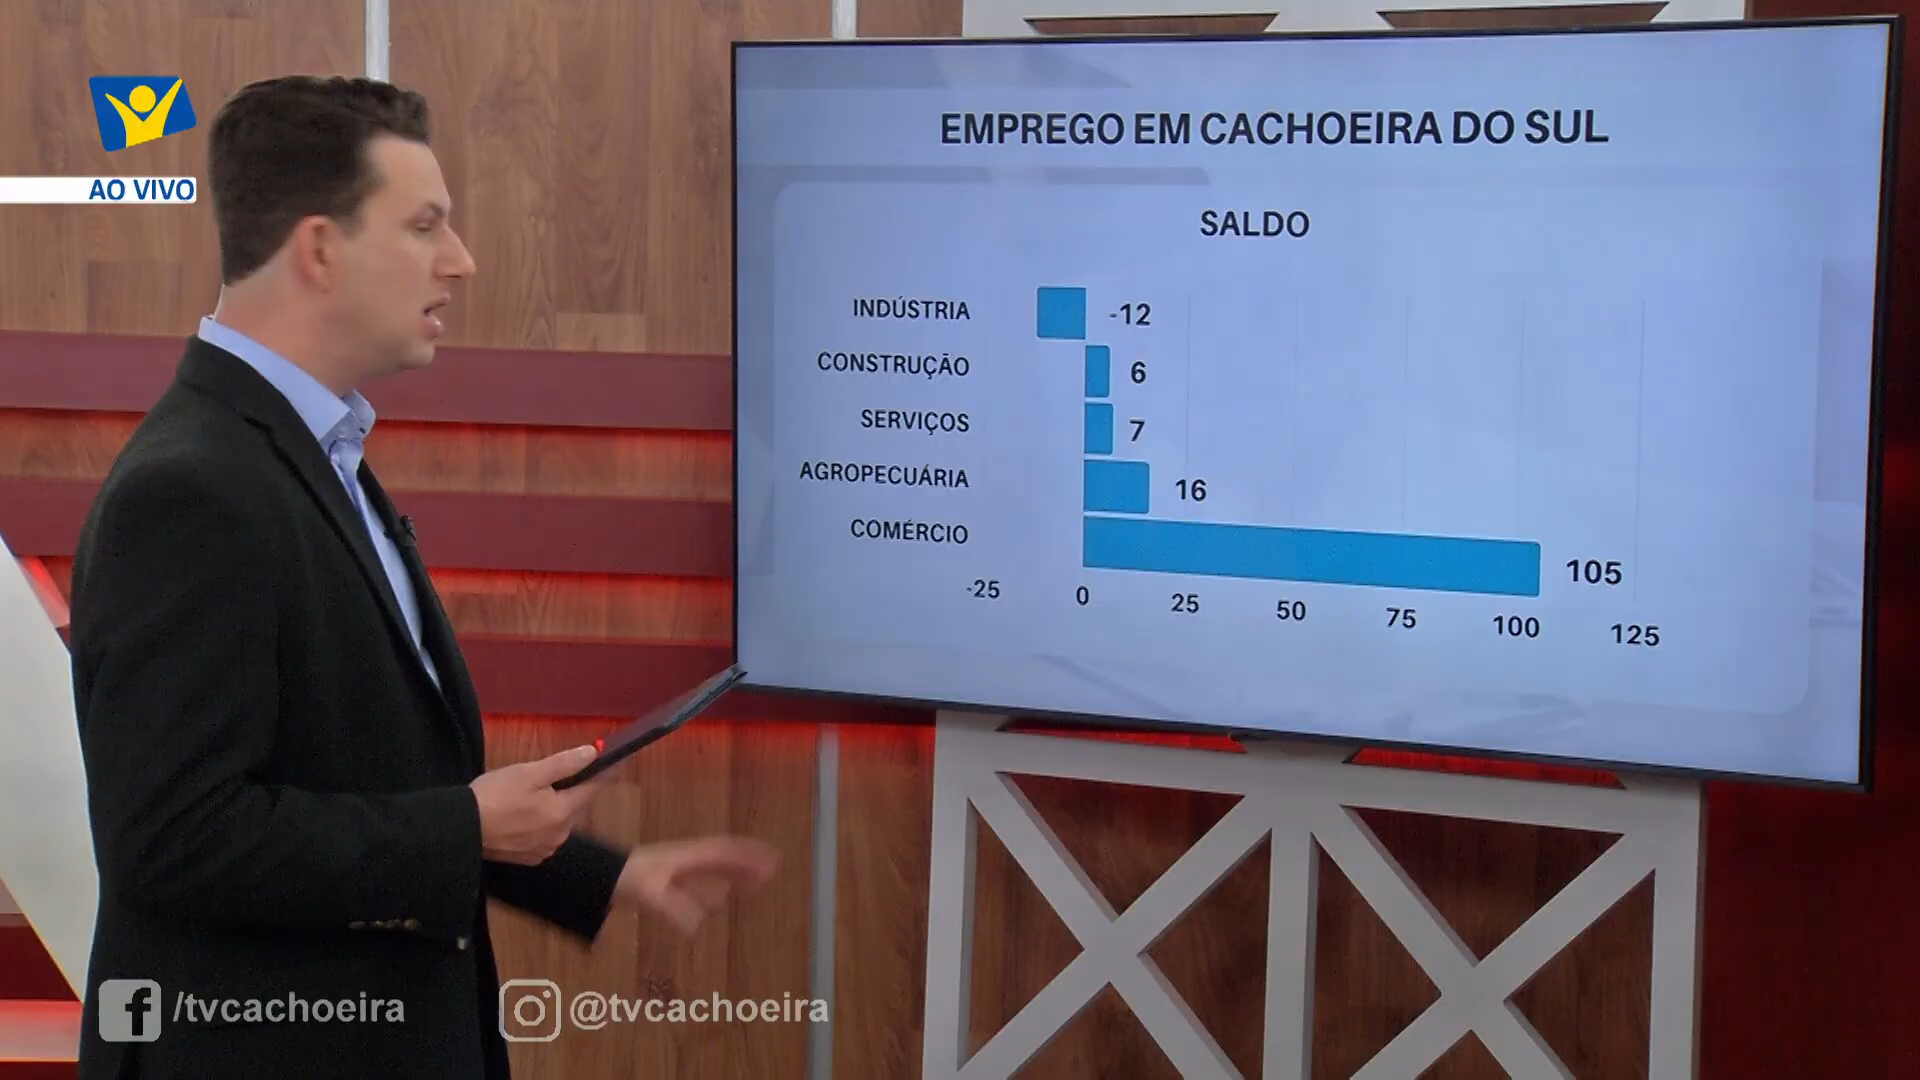 AO VIVO
EMPREGO EM CACHOEIRA DO SUL
SALDO
INDÚSTRIA -12
CONSTRUÇÃO 6
SERVIÇOS 7
AGROPECUÁRIA 16
COMÉRCIO 105
-25 0 25 50 75 100 125
/tvcachoeira @tvcachoeira